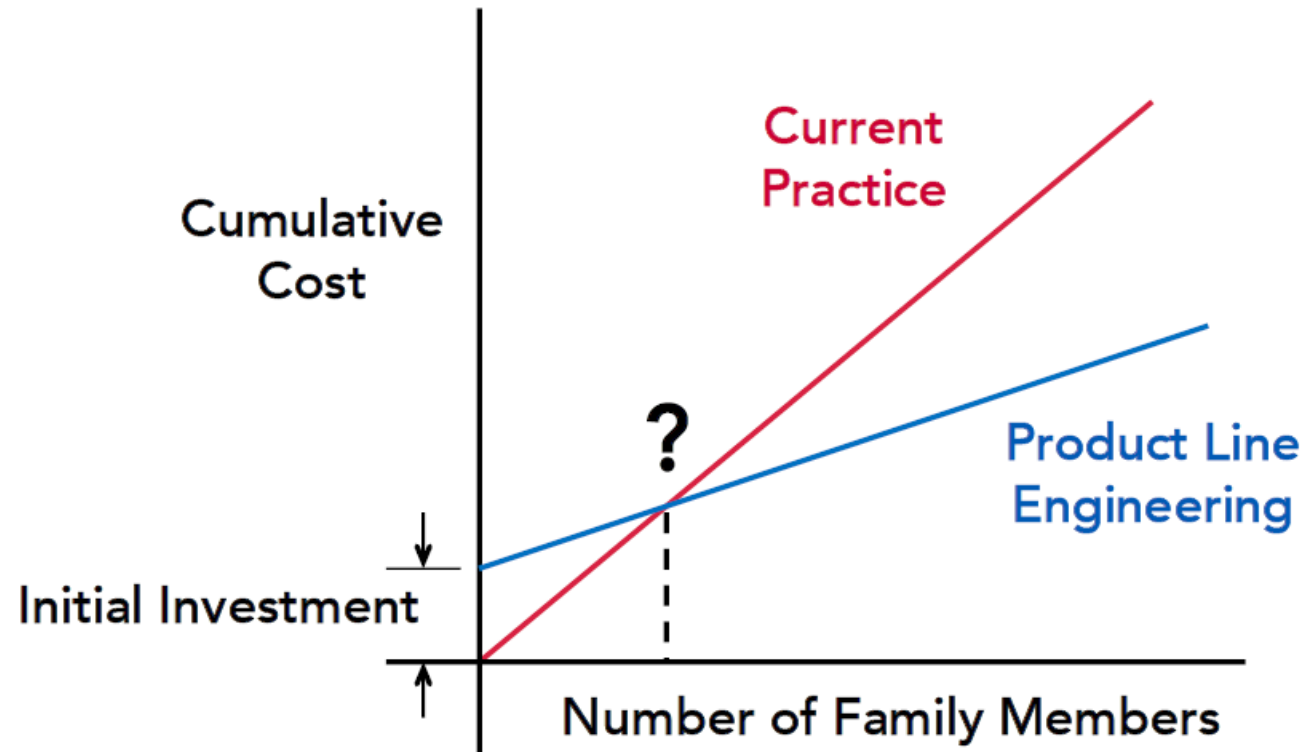 Current
Practice
Cumulative
Cost
?
Product Line
Engineering
Initial Investment
Number of Family Members